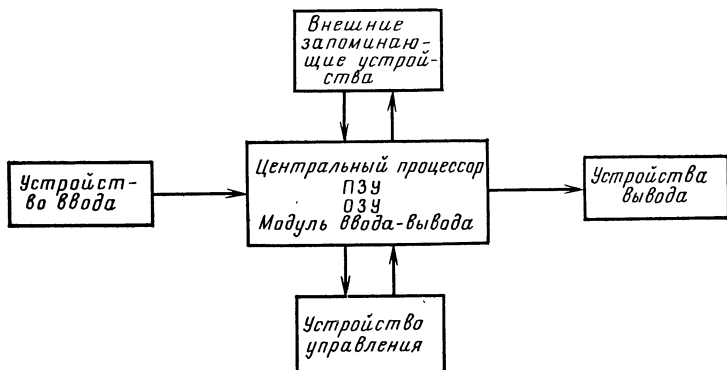 Внешние
запоминаю-
щие устрой-
ства
Устройст-
во ввода
Центральный процессор
ПЗУ
ОЗУ
Модуль ввода-вывода
Устройства
вывода
Устройство
управления